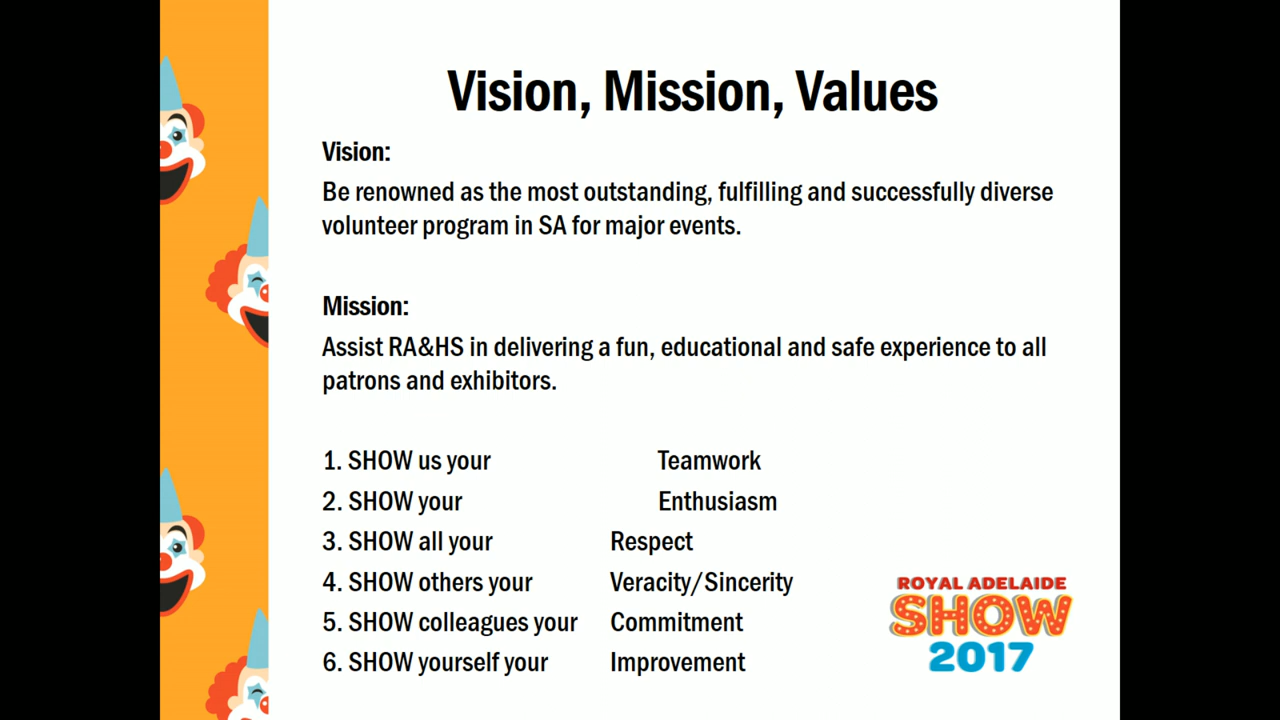 Vision, Mission, Values
Vision:
Be renowned as the most outstanding, fulfilling and successfully diverse
volunteer program in SA for major events.
Mission:
Assist RA&HS in delivering a fun, educational and safe experience to all
patrons and exhibitors.
1. SHOW us your Teamwork
2. SHOW your Enthusiasm
3. SHOW all your Respect
4. SHOW others your Veracity/Sincerity
5. SHOW colleagues your Commitment
6. SHOW yourself your Improvement
ROYAL ADELAIDE
SHOW
2017